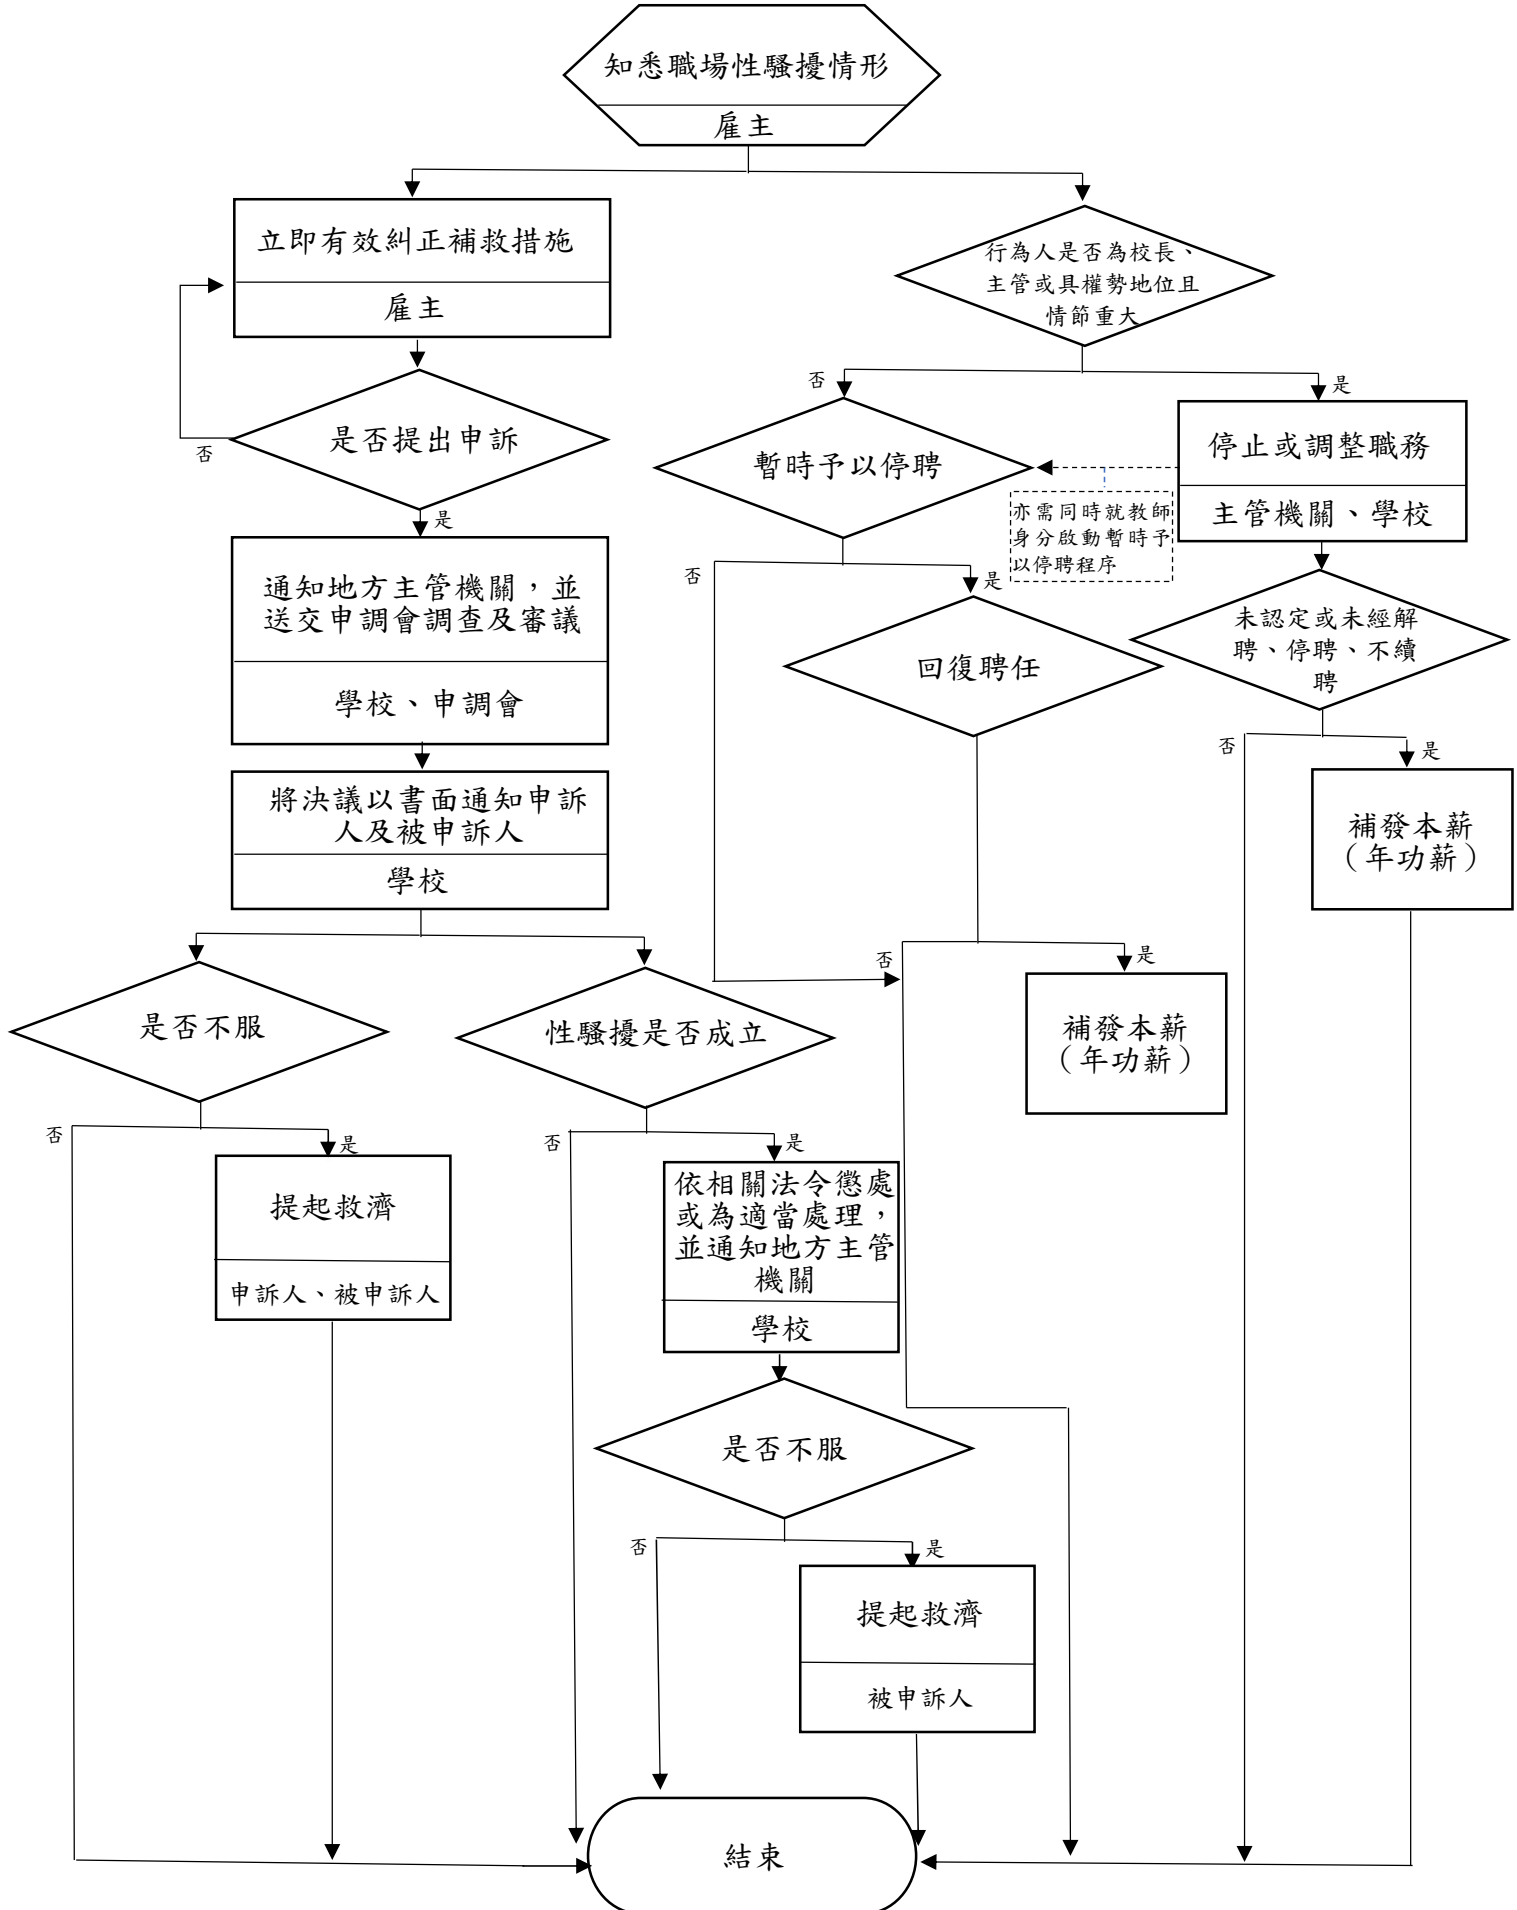 知悉職場性騷擾情形
雇主
立即有效糾正補救措施
雇主
行為人是否為校長、
主管或具權勢地位且
情節重大
否
是
是否提出申訴
否
是
暫時予以停聘
停止或調整職務
主管機關、學校
亦需同時就教師
身分啟動暫時予
以停聘程序
通知地方主管機關，並
送交申調會調查及審議
學校、申調會
否
是
回復聘任
未認定或未經解
聘、停聘、不續
聘
否
是
將決議以書面通知申訴
人及被申訴人
學校
補發本薪
（年功薪）
否
是
是否不服
性騷擾是否成立
補發本薪
（年功薪）
否
是
否
是
提起救濟
申訴人、被申訴人
依相關法令懲處
或為適當處理，
並通知地方主管
機關
學校
是否不服
否
是
提起救濟
被申訴人
結束